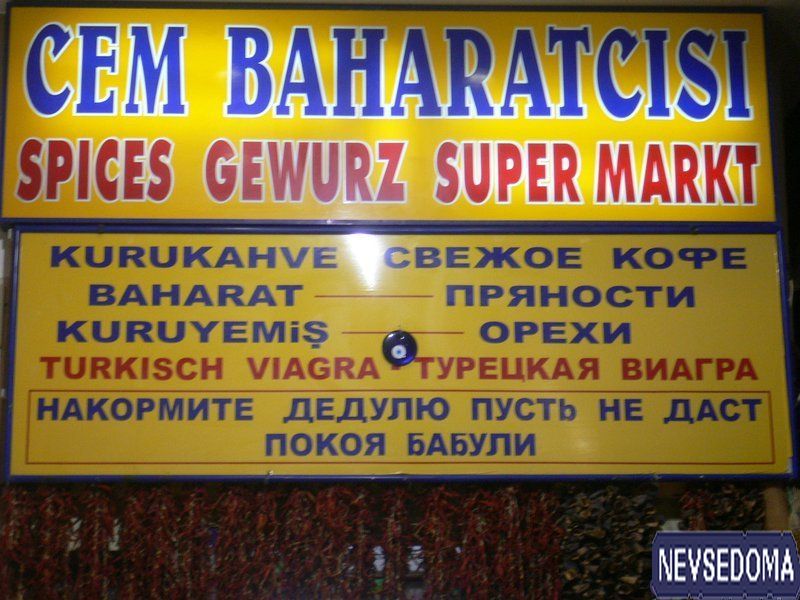 CEM BAHARATCISI
SPICES GEWURZ SUPER MARKT
KURUKAHVE СВЕЖОЕ КОФЕ
BAHARAT ПРЯНОСТИ
KURUYEMiŞ ОРЕХИ
TURKISCH VIAGRA ТУРЕЦКАЯ ВИАГРА
НАКОРМИТЕ ДЕДУЛЮ ПУСТЬ НЕ ДАСТ
ПОКОЯ БАБУЛИ
NEVSEDOMA